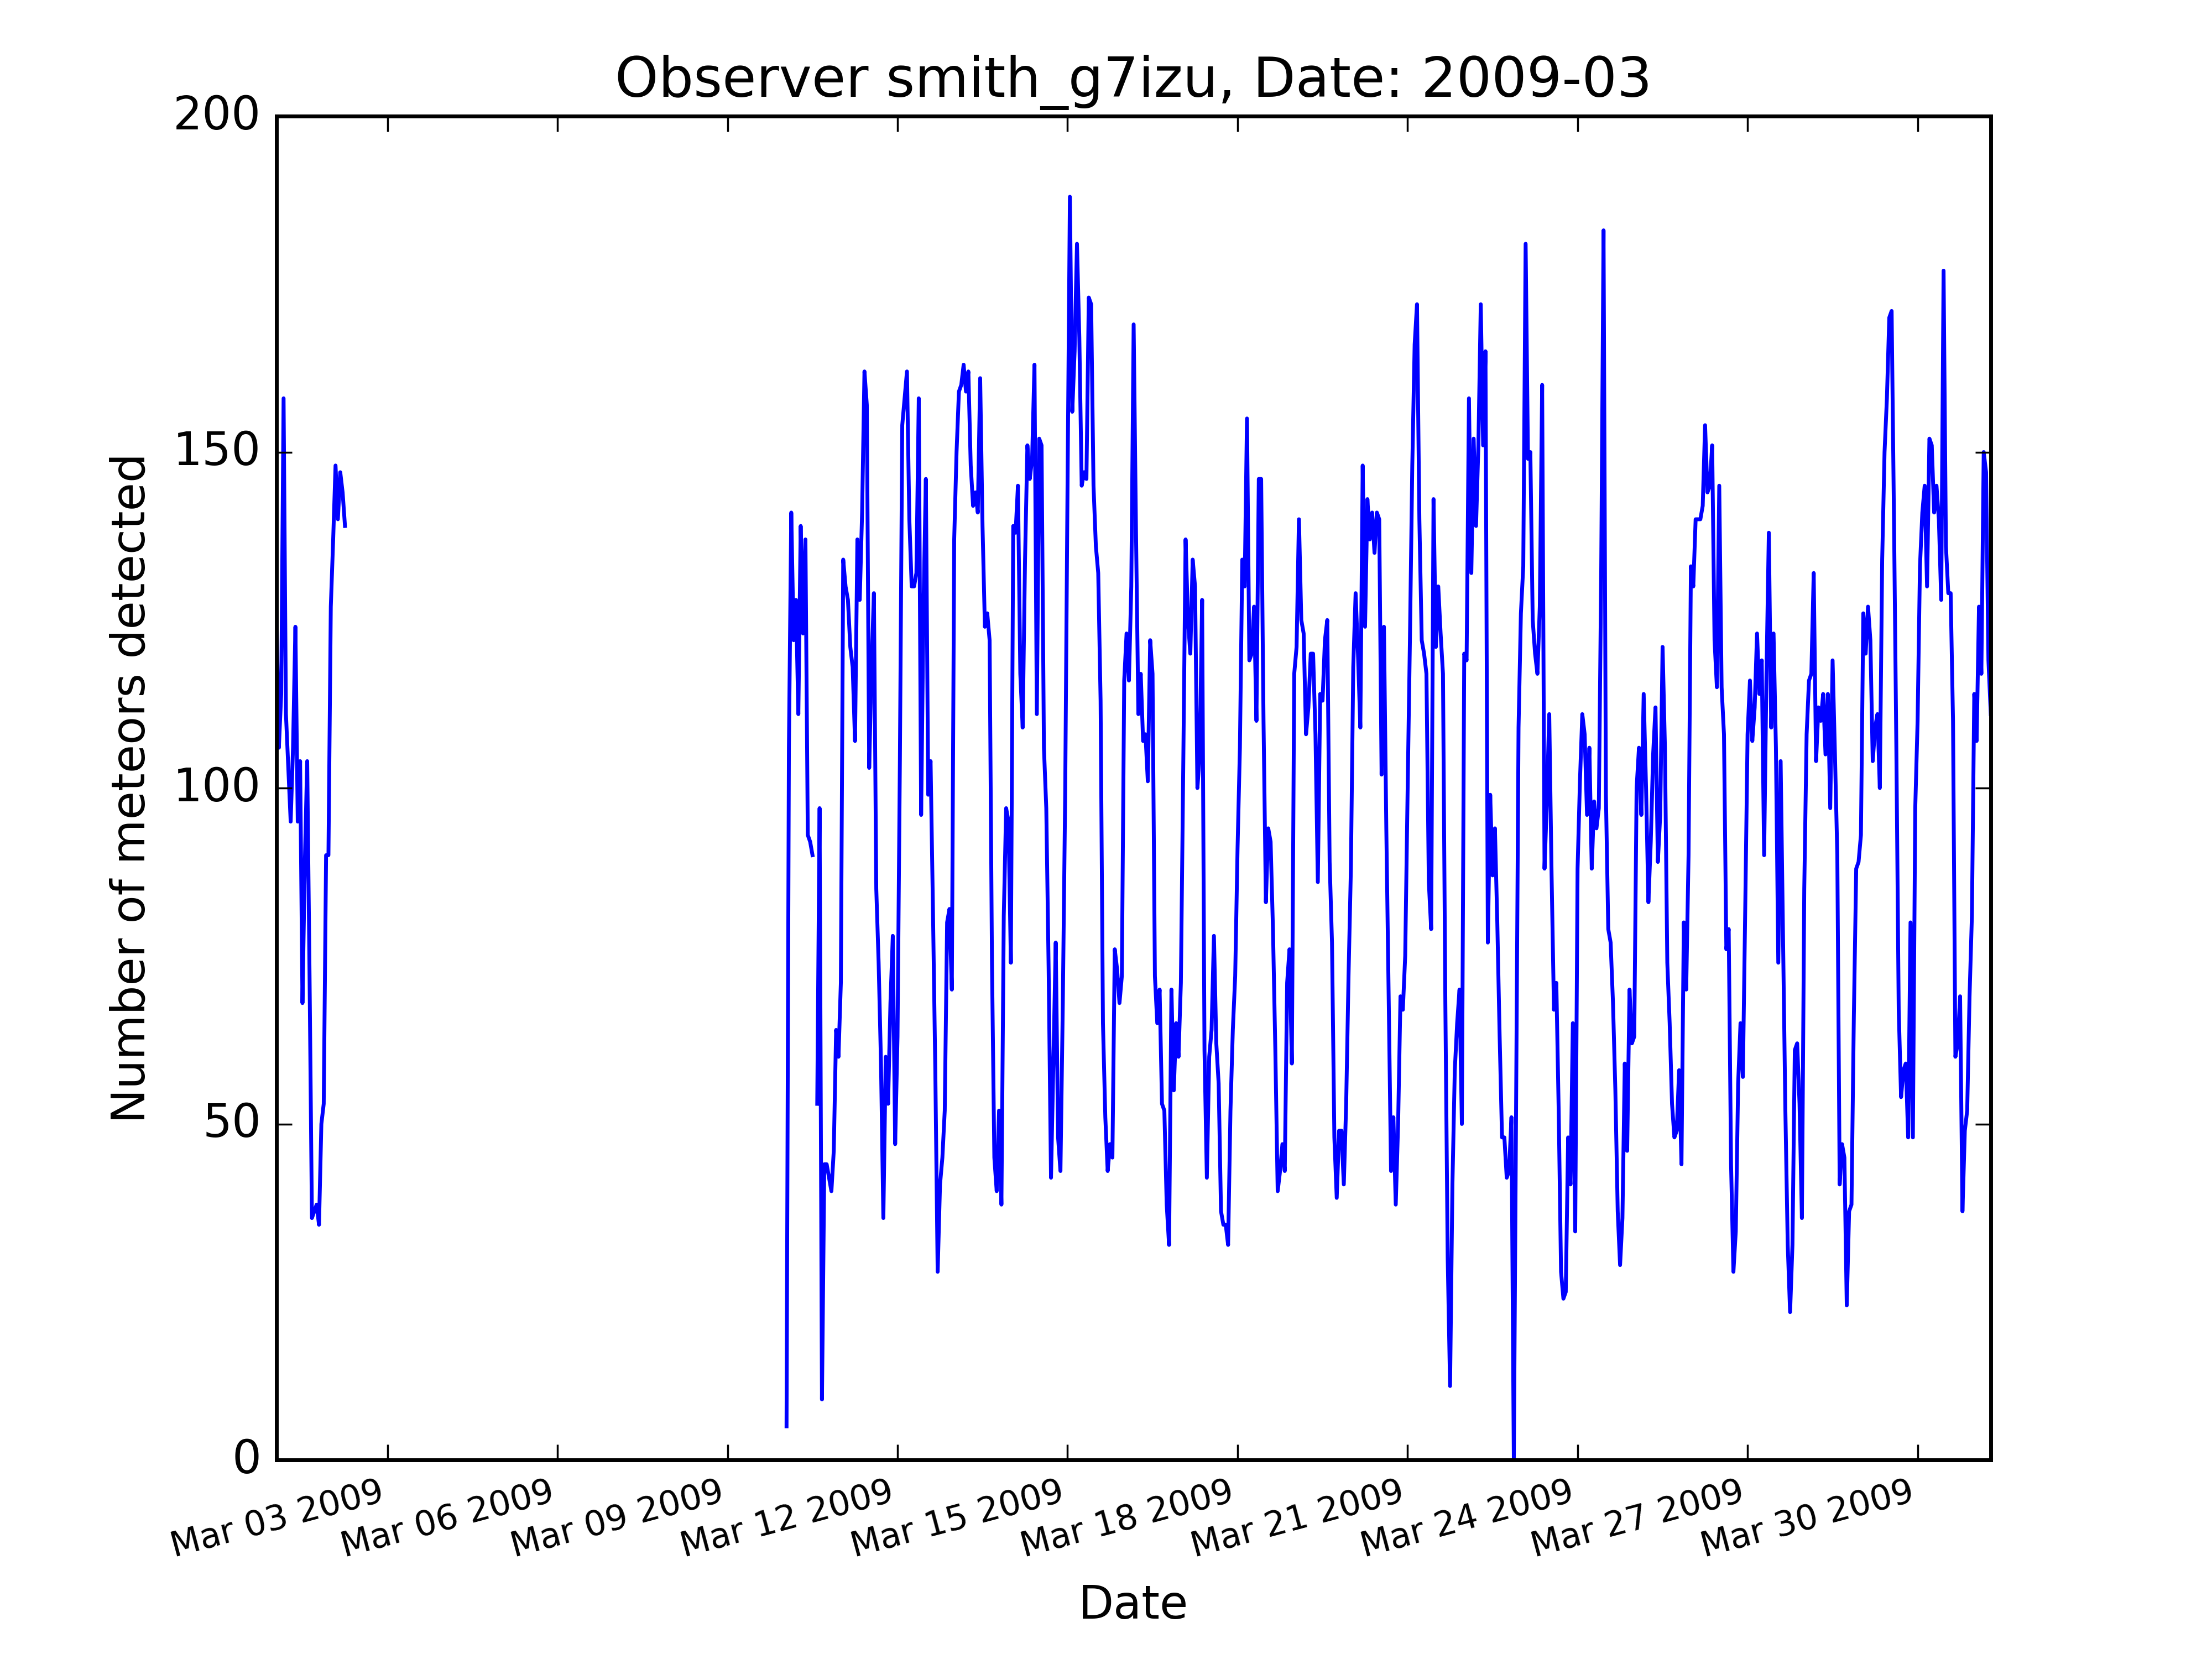 Observer smith_g7izu, Date: 2009-03
200
150
100
50
0
Number of meteors detected
Mar 03 2009
Mar 06 2009
Mar 09 2009
Mar 12 2009
Mar 15 2009
Mar 18 2009
Mar 21 2009
Mar 24 2009
Mar 27 2009
Mar 30 2009
Date